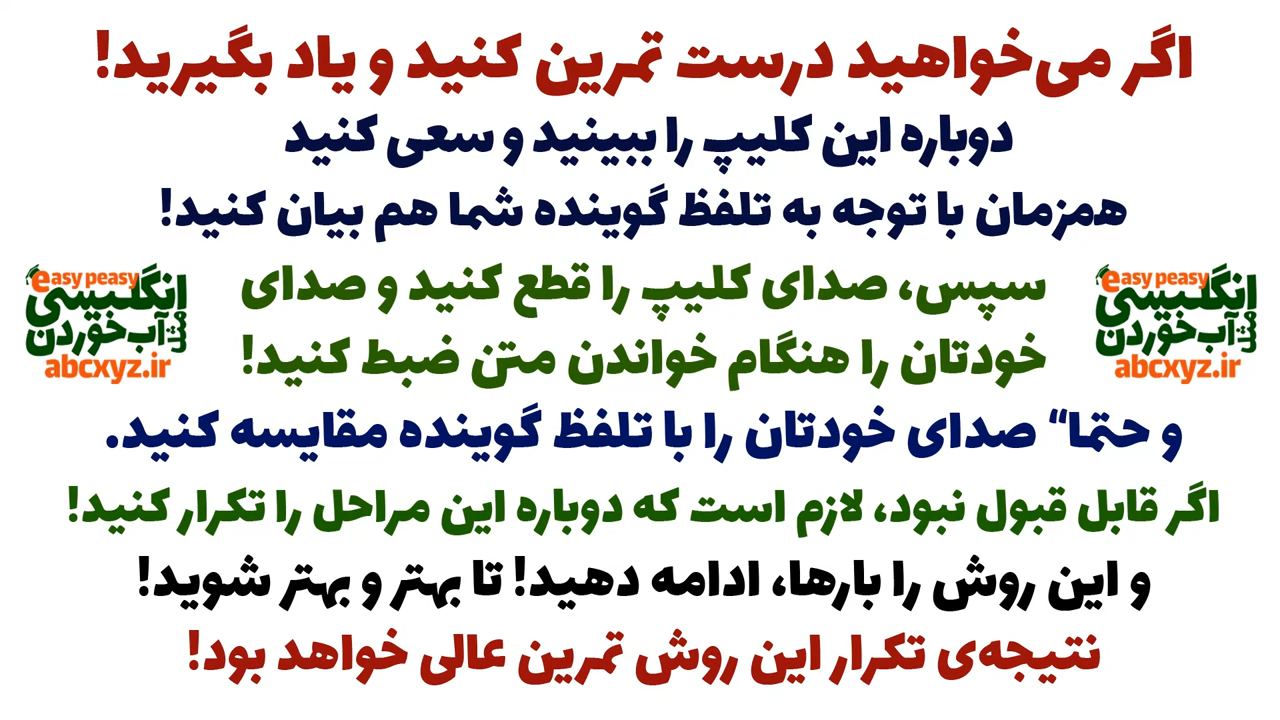 اگر می‌خواهید درست تمرین کنید و یاد بگیرید!
دوباره این کلیپ را ببینید و سعی کنید
همزمان با توجه به تلفظ گوینده شما هم بیان کنید!
سپس، صدای کلیپ را قطع کنید و صدای
خودتان را هنگام خواندن متن ضبط کنید!
easy peasy
انگلیسی
مثل آب خوردن
abcxyz.ir
easy peasy
انگلیسی
مثل آب خوردن
abcxyz.ir
و حتما“ صدای خودتان را با تلفظ گوینده مقایسه کنید.
اگر قابل قبول نبود، لازم است که دوباره این مراحل را تکرار کنید!
و این روش را بارها، ادامه دهید! تا بهتر و بهتر شوید!
نتیجه‌ی تکرار این روش تمرین عالی خواهد بود!